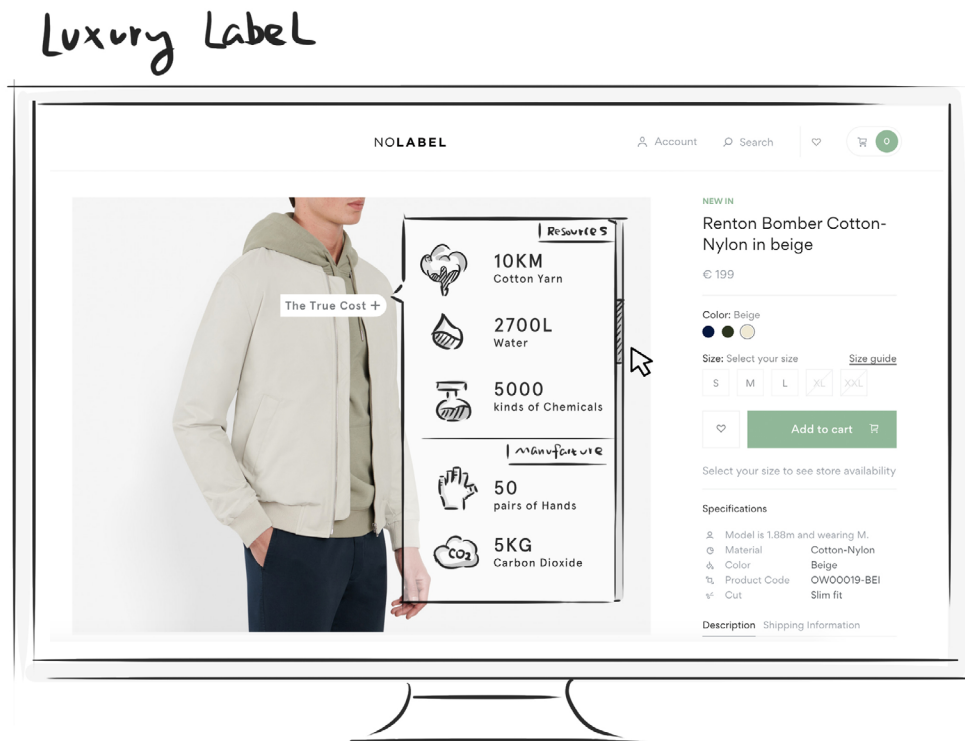 Luxury Label
NOLABEL
Account
Search
0
The True Cost +
Resources
10KM
Cotton Yarn
2700L
Water
5000
kinds of Chemicals
Manufacture
50
pairs of Hands
CO2
5KG
Carbon Dioxide
NEW IN
Renton Bomber Cotton-
Nylon in beige
€ 199
Color: Beige
Size: Select your size Size guide
S M L XL XXL
Add to cart
Select your size to see store availability
Specifications
Model is 1.88m and wearing M.
Material Cotton-Nylon
Color Beige
Product Code OW00019-BEI
Cut Slim fit
Description Shipping Information